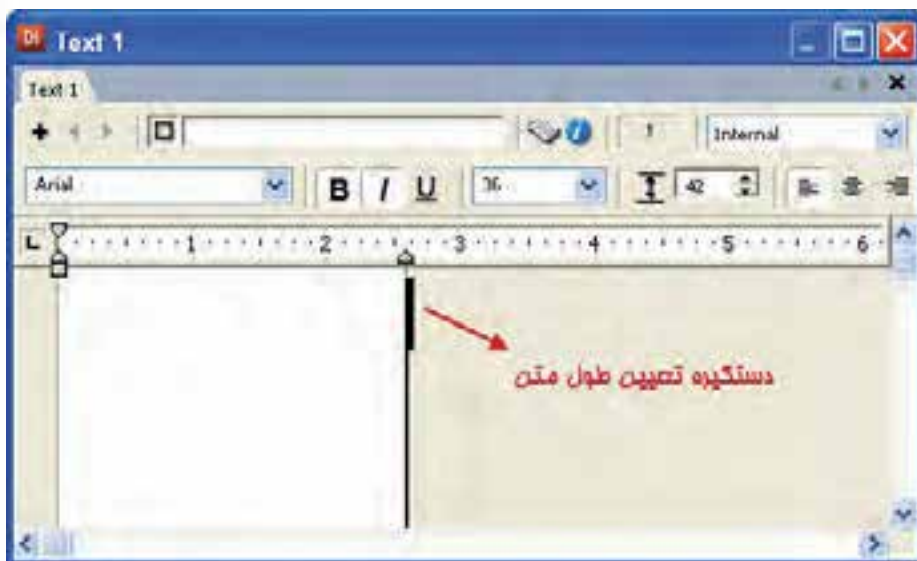 DI Text 1
Text 1
1 Internal
Arial B I U 36 42
L 1 2 3 4 5 6
دستگیره تعیین طول متن